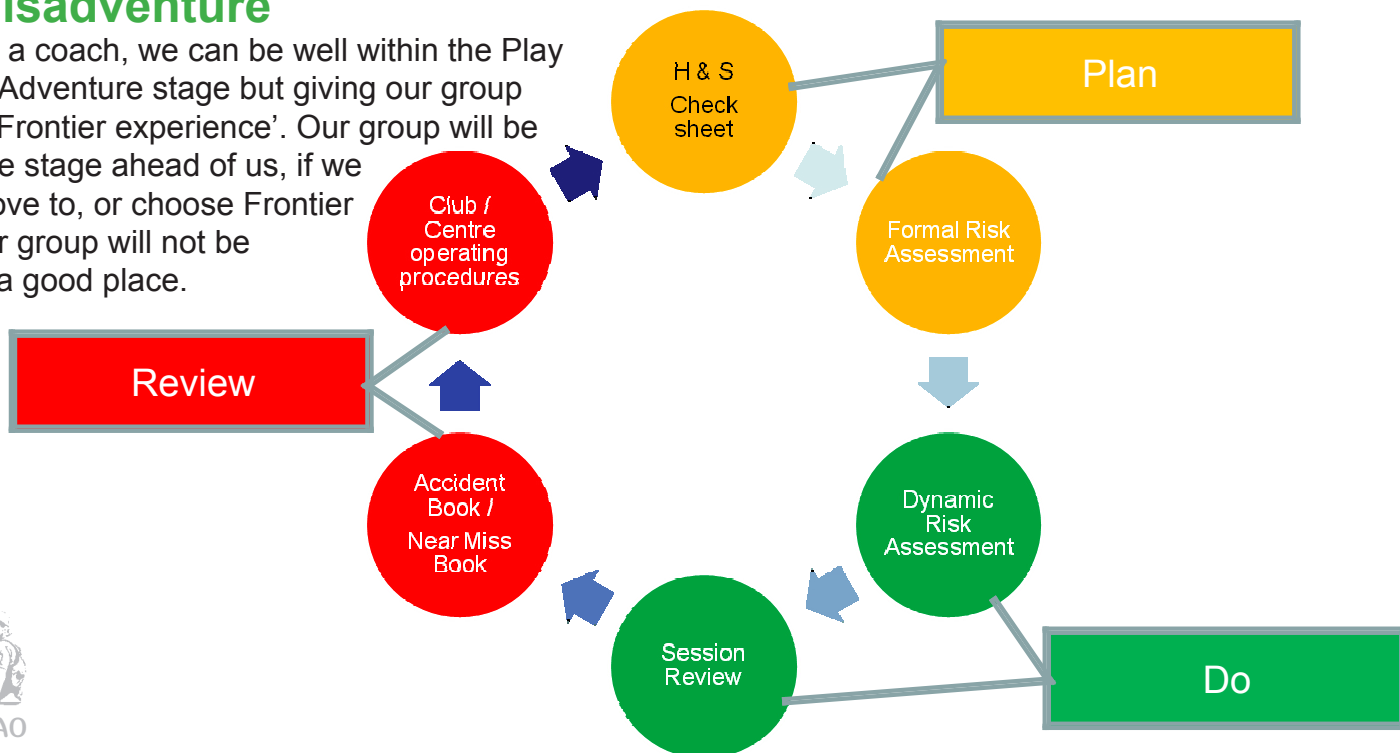 isadventure
a coach, we can be well within the Play
Adventure stage but giving our group
Frontier experience’. Our group will be
e stage ahead of us, if we
ove to, or choose Frontier
r group will not be
a good place.
H & S
Check
sheet
Plan
Formal Risk
Assessment
Dynamic
Risk
Assessment
Do
Session
Review
Accident
Book /
Near Miss
Book
Review
Club /
Centre
operating
procedures
AO